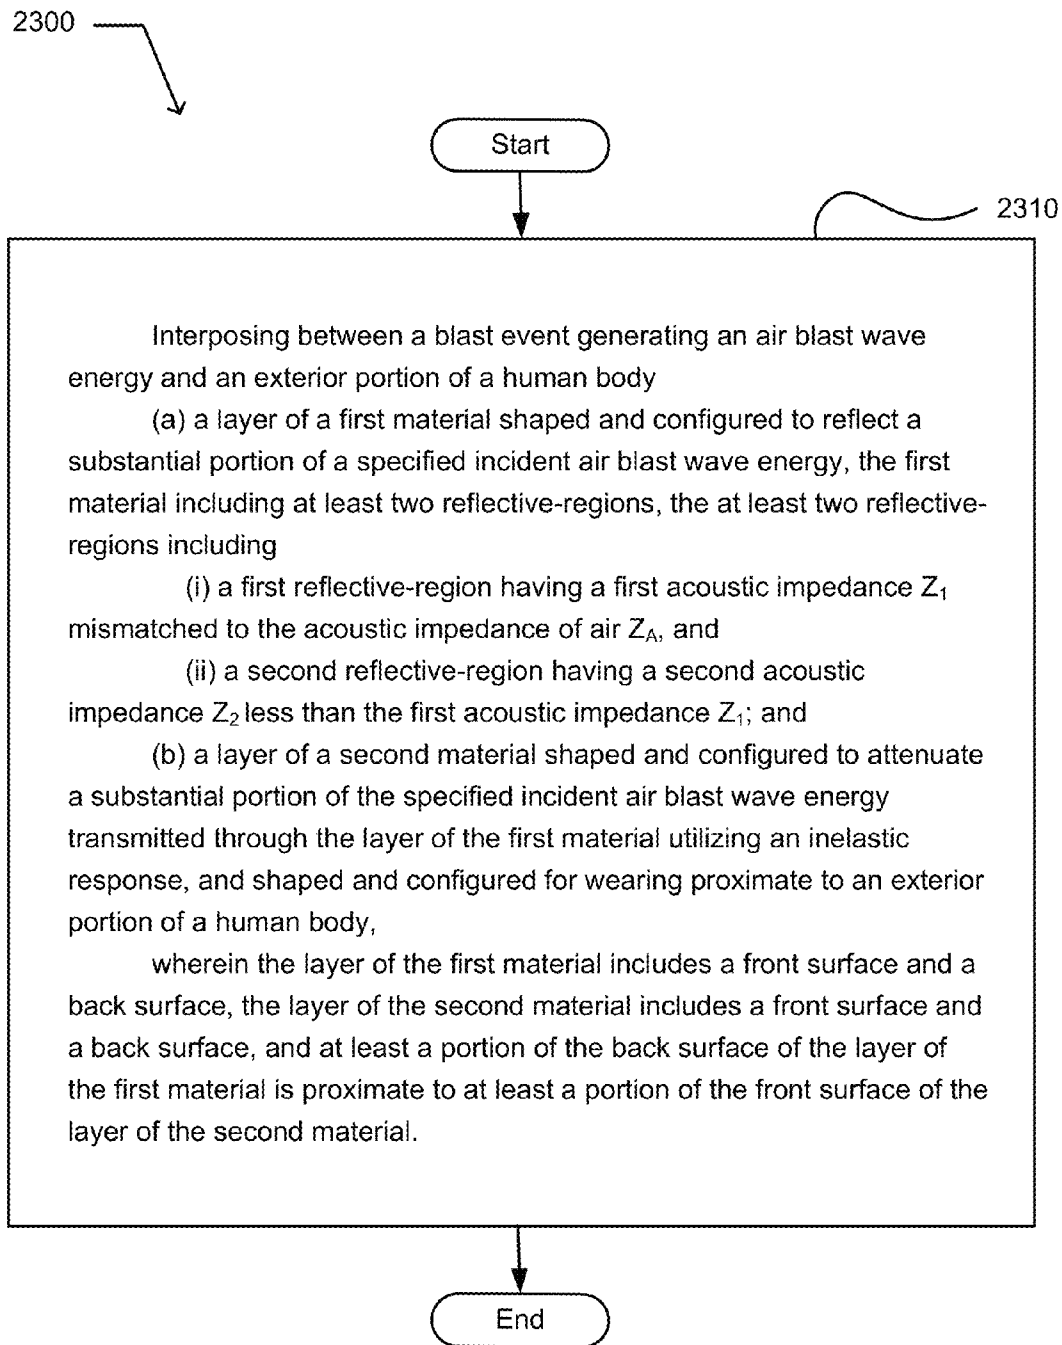 2300
Start
2310
Interposing between a blast event generating an air blast wave
energy and an exterior portion of a human body
(a) a layer of a first material shaped and configured to reflect a
substantial portion of a specified incident air blast wave energy, the first
material including at least two reflective-regions, the at least two reflective-
regions including
(i) a first reflective-region having a first acoustic impedance Z₁
mismatched to the acoustic impedance of air Z_A, and
(ii) a second reflective-region having a second acoustic
impedance Z₂ less than the first acoustic impedance Z₁; and
(b) a layer of a second material shaped and configured to attenuate
a substantial portion of the specified incident air blast wave energy
transmitted through the layer of the first material utilizing an inelastic
response, and shaped and configured for wearing proximate to an exterior
portion of a human body,
wherein the layer of the first material includes a front surface and a
back surface, the layer of the second material includes a front surface and
a back surface, and at least a portion of the back surface of the layer of
the first material is proximate to at least a portion of the front surface of the
layer of the second material.
End